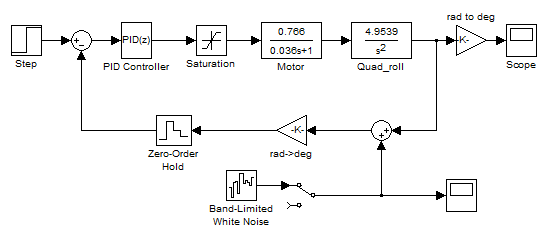 rad to deg
PID(z)
0.766
0.036s+1
4.9539
s2
-K-
Step
PID Controller
Saturation
Motor
Quad_roll
Scope
-K-
++
Zero-Order
Hold
rad->deg
Band-Limited
White Noise